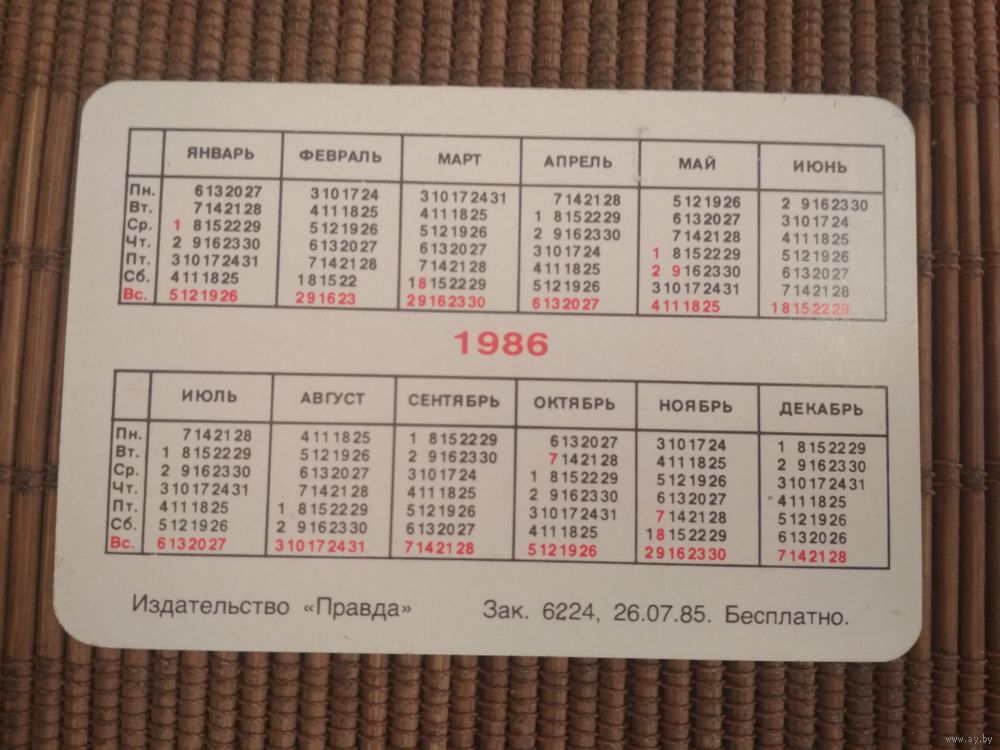 ЯНВАРЬ ФЕВРАЛЬ МАРТ АПРЕЛЬ МАЙ ИЮНЬ
Пн. 6 13 20 27 3 10 17 24 3 10 17 24 31 7 14 21 28 5 12 19 26 2 9 16 23 30
Вт. 7 14 21 28 4 11 18 25 4 11 18 25 1 8 15 22 29 6 13 20 27 3 10 17 24
Ср. 1 8 15 22 29 5 12 19 26 5 12 19 26 2 9 16 23 30 7 14 21 28 4 11 18 25
Чт. 2 9 16 23 30 6 13 20 27 6 13 20 27 3 10 17 24 1 8 15 22 29 5 12 19 26
Пт. 3 10 17 24 31 7 14 21 28 7 14 21 28 4 11 18 25 2 9 16 23 30 6 13 20 27
Сб. 4 11 18 25 1 8 15 22 1 8 15 22 29 5 12 19 26 3 10 17 24 31 7 14 21 28
Вс. 5 12 19 26 2 9 16 23 2 9 16 23 30 6 13 20 27 4 11 18 25 1 8 15 22 29
1986
ИЮЛЬ АВГУСТ СЕНТЯБРЬ ОКТЯБРЬ НОЯБРЬ ДЕКАБРЬ
Пн. 7 14 21 28 4 11 18 25 1 8 15 22 29 6 13 20 27 3 10 17 24 1 8 15 22 29
Вт. 1 8 15 22 29 5 12 19 26 2 9 16 23 30 7 14 21 28 4 11 18 25 2 9 16 23 30
Ср. 2 9 16 23 30 6 13 20 27 3 10 17 24 1 8 15 22 29 5 12 19 26 3 10 17 24 31
Чт. 3 10 17 24 31 7 14 21 28 4 11 18 25 2 9 16 23 30 6 13 20 27 4 11 18 25
Пт. 4 11 18 25 1 8 15 22 29 5 12 19 26 3 10 17 24 31 7 14 21 28 5 12 19 26
Сб. 5 12 19 26 2 9 16 23 30 6 13 20 27 4 11 18 25 1 8 15 22 29 6 13 20 26
Вс. 6 13 20 27 3 10 17 24 31 7 14 21 28 5 12 19 26 2 9 16 23 30 7 14 21 28
Издательство «Правда» Зак. 6224, 26.07.85. Бесплатно.
www.ay.by